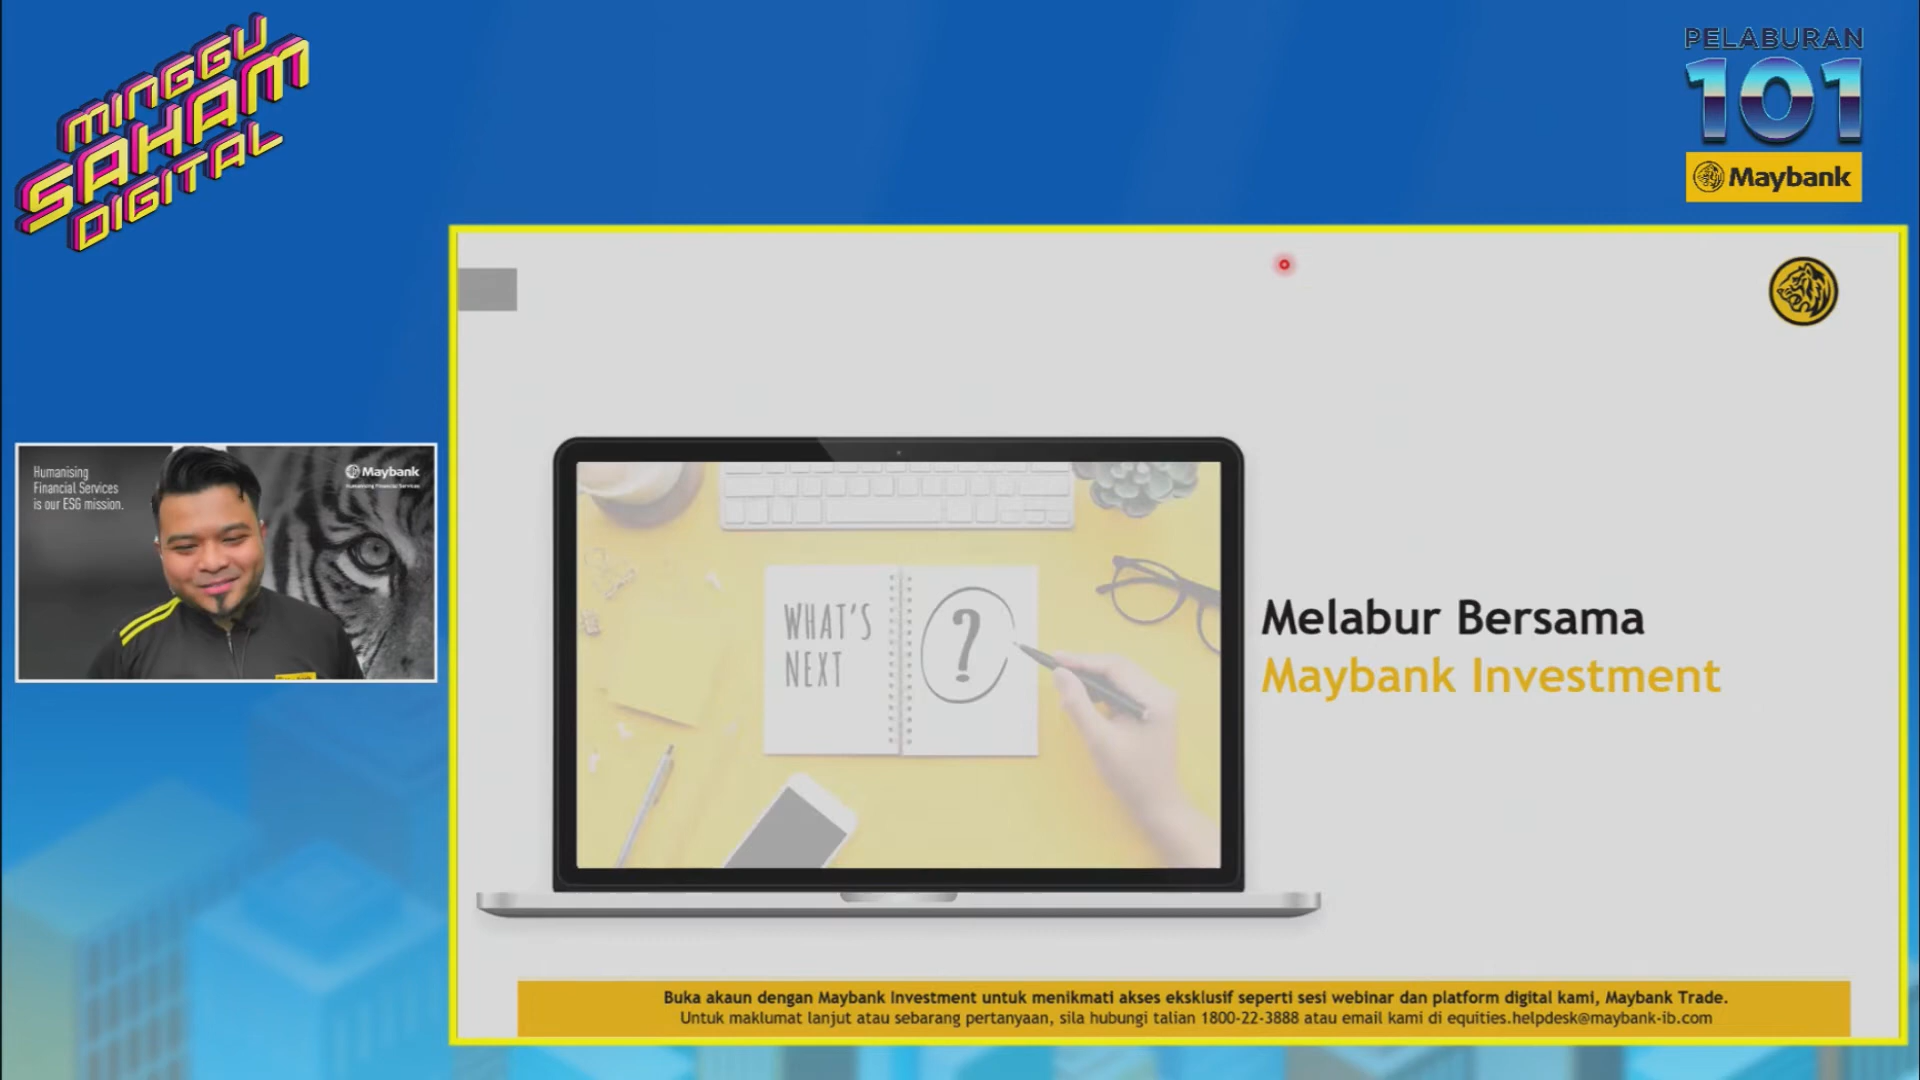 MINGGU
SAHAM
DIGITAL
PELABURAN
101
Maybank
Humanising
Financial Services
is our ESG mission.
Maybank
Humanising Financial Services
WHAT'S
NEXT
?
Melabur Bersama
Maybank Investment
Buka akaun dengan Maybank Investment untuk menikmati akses eksklusif seperti sesi webinar dan platform digital kami, Maybank Trade.
Untuk maklumat lanjut atau sebarang pertanyaan, sila hubungi talian 1800-22-3888 atau email kami di equities.helpdesk@maybank-ib.com